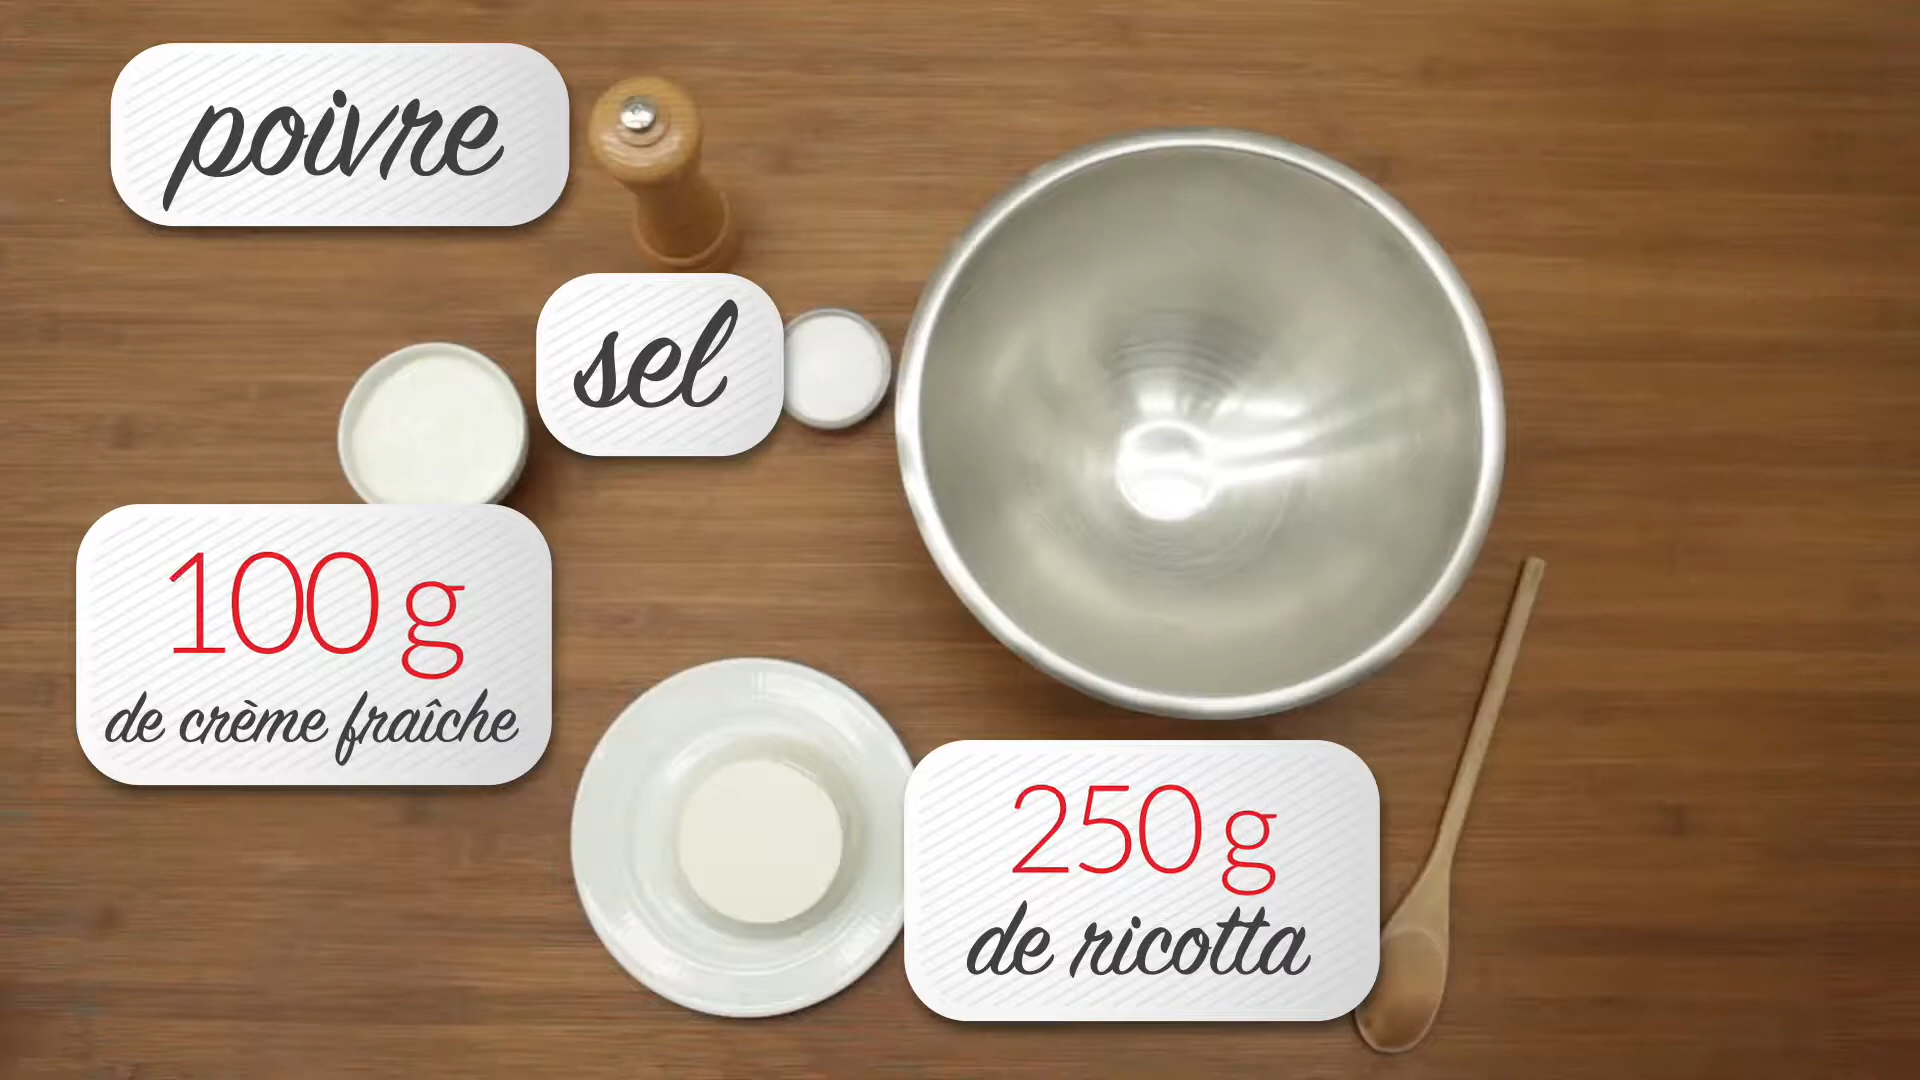 poivre
sel
100 g
de crème fraîche
250 g
de ricotta